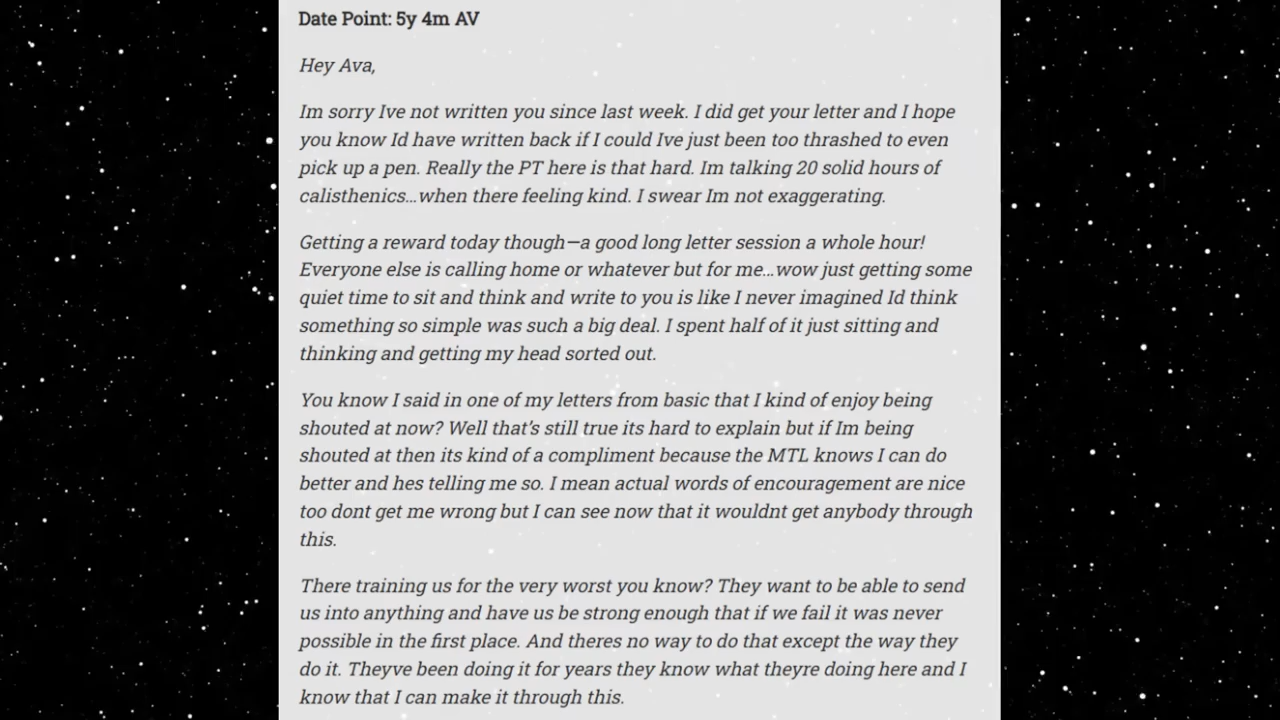 Date Point: 5y 4m AV
Hey Ava,
Im sorry Ive not written you since last week. I did get your letter and I hope
you know Id have written back if I could Ive just been too thrashed to even
pick up a pen. Really the PT here is that hard. Im talking 20 solid hours of
calisthenics…when there feeling kind. I swear Im not exaggerating.
Getting a reward today though—a good long letter session a whole hour!
Everyone else is calling home or whatever but for me…wow just getting some
quiet time to sit and think and write to you is like I never imagined Id think
something so simple was such a big deal. I spent half of it just sitting and
thinking and getting my head sorted out.
You know I said in one of my letters from basic that I kind of enjoy being
shouted at now? Well that’s still true its hard to explain but if Im being
shouted at then its kind of a compliment because the MTL knows I can do
better and hes telling me so. I mean actual words of encouragement are nice
too dont get me wrong but I can see now that it wouldnt get anybody through
this.
There training us for the very worst you know? They want to be able to send
us into anything and have us be strong enough that if we fail it was never
possible in the first place. And theres no way to do that except the way they
do it. Theyve been doing it for years they know what theyre doing here and I
know that I can make it through this.